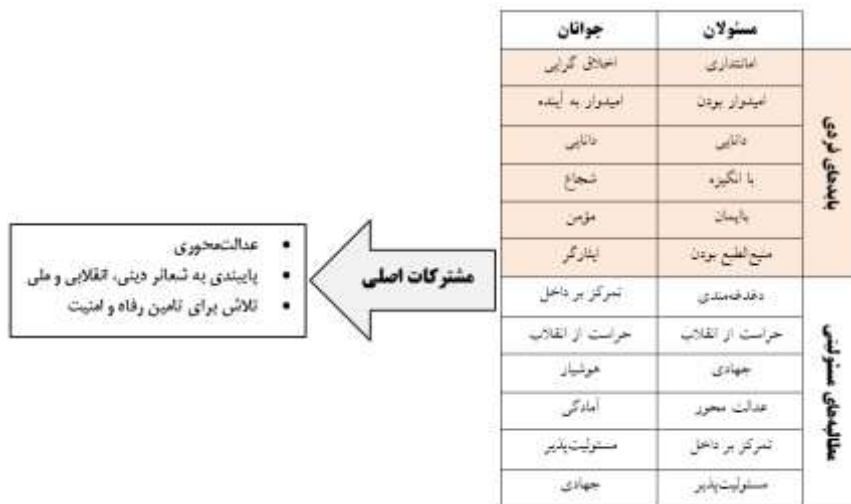 مسئولان جوانان
بایدهای فردی
امانتداری اخلاق گرایی
امیدوار بودن امیدوار به آینده
دانایی دانایی
با انگیزه شجاع
باایمان مؤمن
منیع‌الطبع بودن ایثارگر
مطالبه‌های مسئولیتی
دغدغه‌مندی تمرکز بر داخل
حراست از انقلاب حراست از انقلاب
جهادی هوشیار
عدالت محور آمادگی
تمرکز بر داخل مسئولیت‌پذیر
مسئولیت‌پذیر جهادی
مشترکات اصلی
• عدالت‌محوری
• پایبندی به شعائر دینی، انقلابی و ملی
• تلاش برای تامین رفاه و امنیت